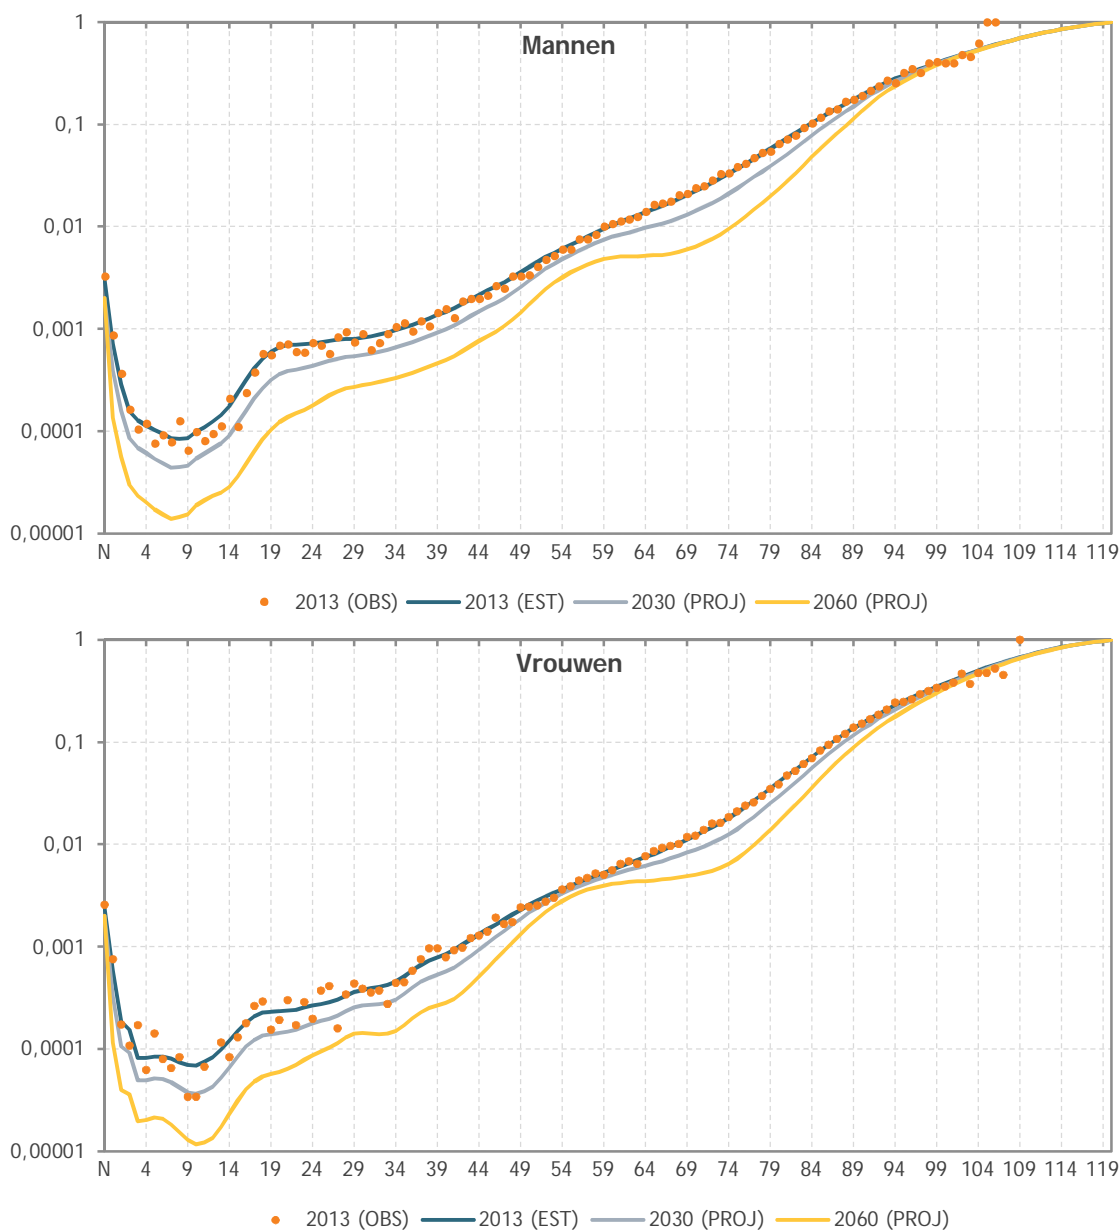 Mannen
1
0,1
0,01
0,001
0,0001
0,00001
N 4 9 14 19 24 29 34 39 44 49 54 59 64 69 74 79 84 89 94 99 104 109 114 119
2013 (OBS) 2013 (EST) 2030 (PROJ) 2060 (PROJ)
Vrouwen
1
0,1
0,01
0,001
0,0001
0,00001
N 4 9 14 19 24 29 34 39 44 49 54 59 64 69 74 79 84 89 94 99 104 109 114 119
2013 (OBS) 2013 (EST) 2030 (PROJ) 2060 (PROJ)